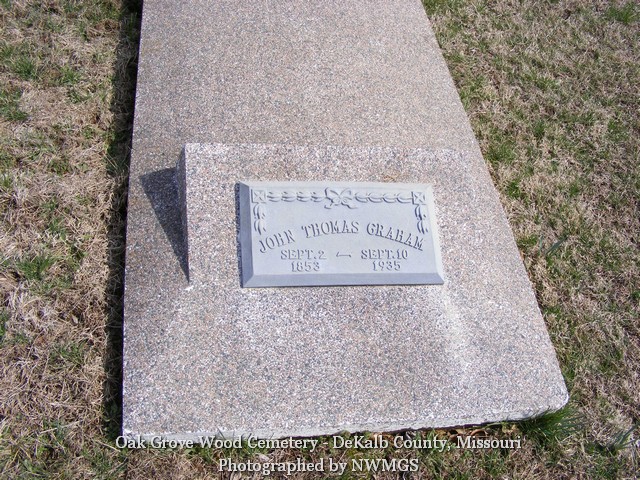 JOHN THOMAS GRAHAM
SEPT. 2 — SEPT. 10
1853 1935
Oak Grove Wood Cemetery - DeKalb County, Missouri
Photographed by NWMGS